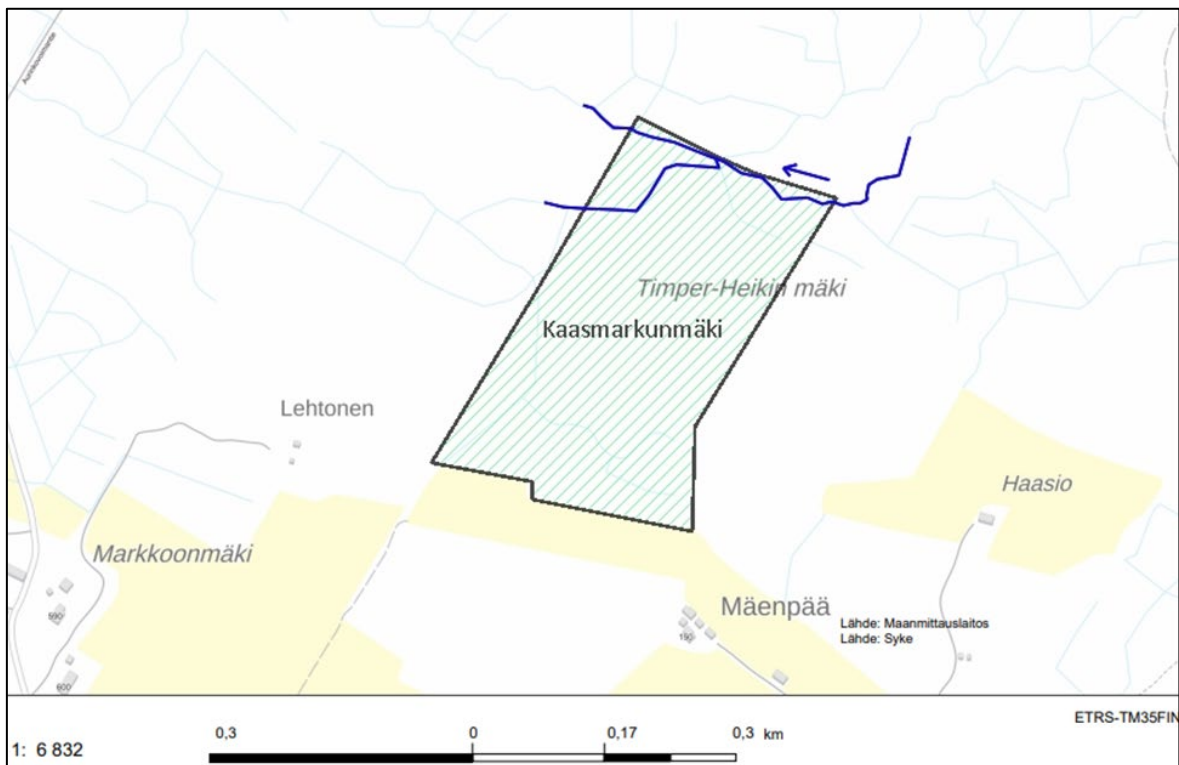 Timper-Heikin mäki
Kaasmarkunmäki
Lehtonen
Haasio
Markkoonmäki
590
600
Mäenpää
150
Lähde: Maanmittauslaitos
Lähde: Syke
ETRS-TM35FIN
1: 6 832
0,3 0 0,17 0,3 km